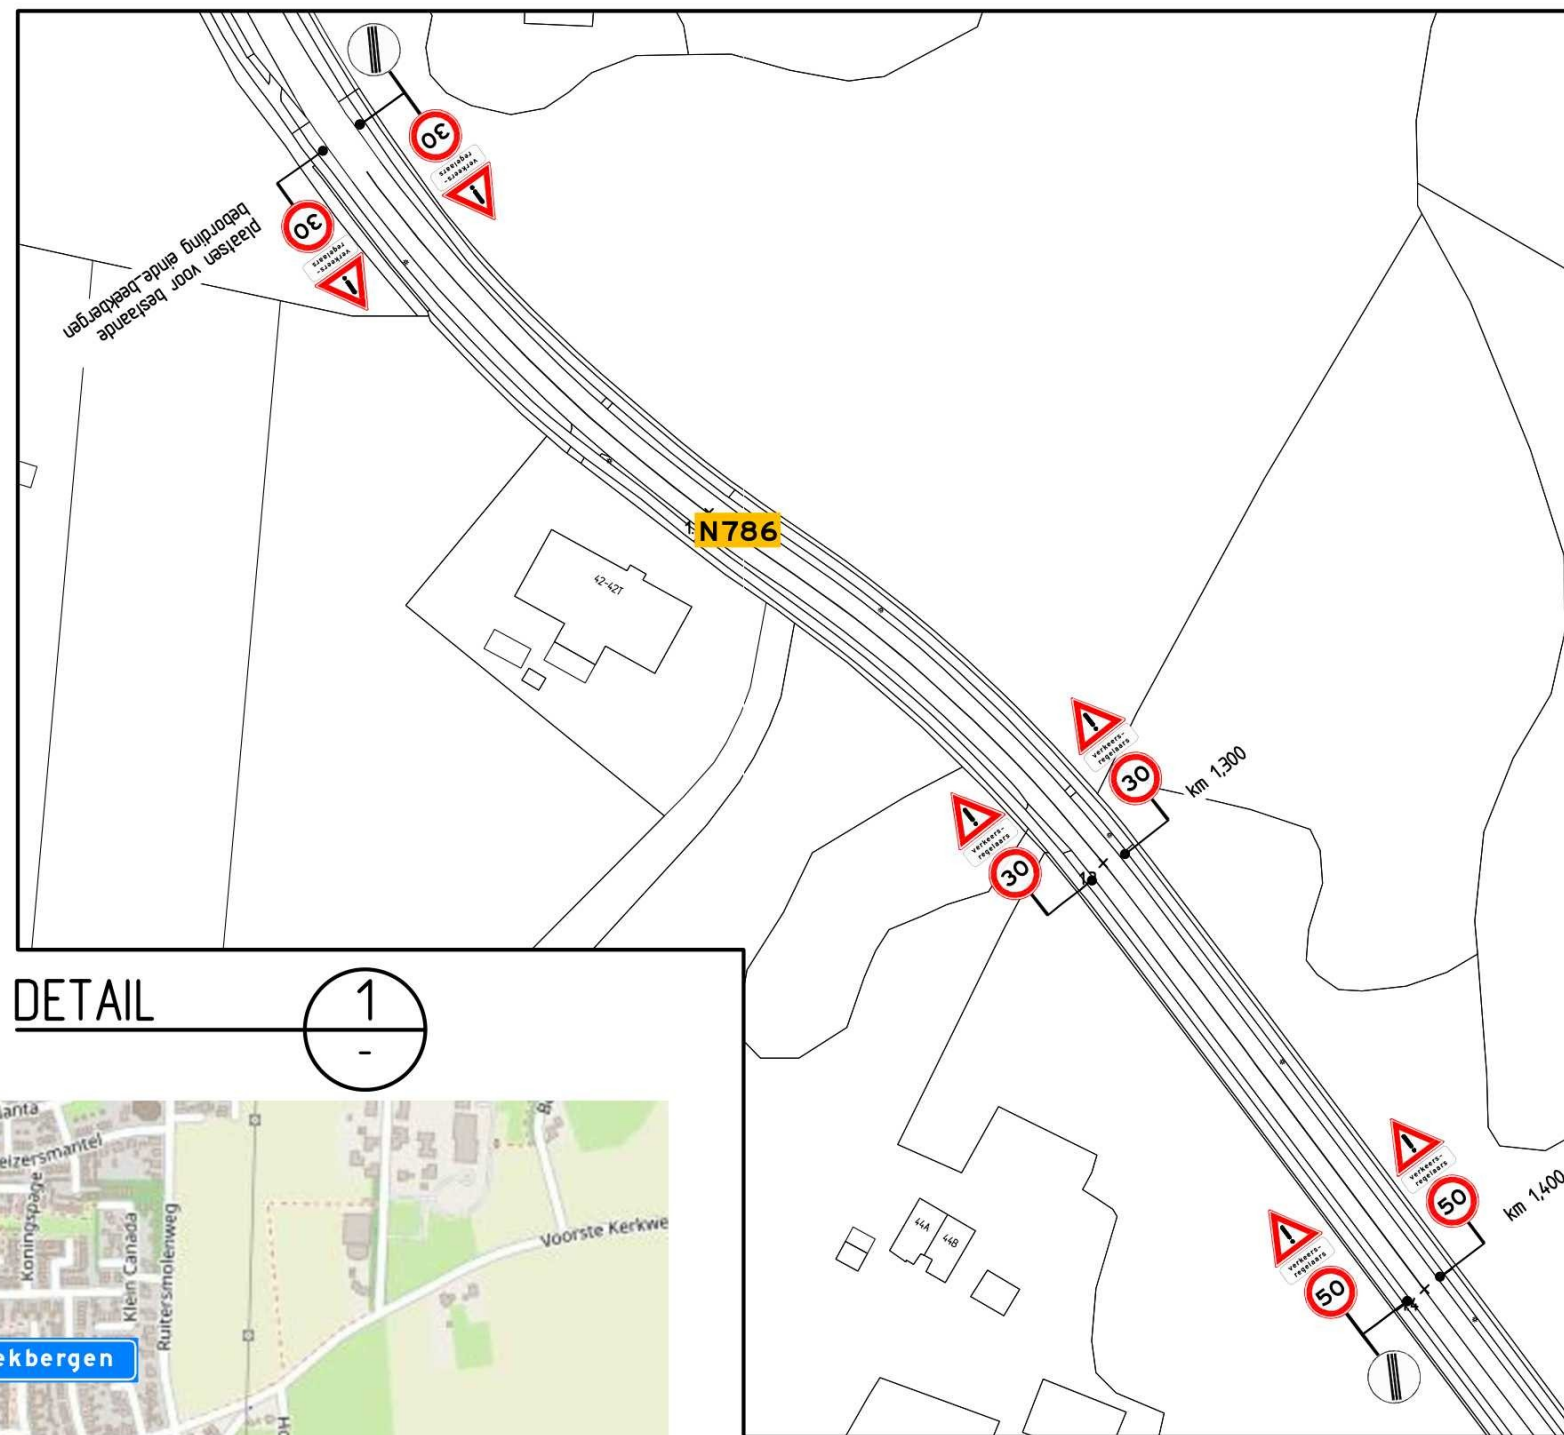 30
verkeers-
regelaars
30
verkeers-
regelaars
plaatsen voor bestaande
bebording einde beekbergen
N786
42-42T
verkeers-
regelaars
30
km 1,300
verkeers-
regelaars
30
DETAIL
1
-
verkeers-
regelaars
50
km 1,400
verkeers-
regelaars
50
44A
44B
Koningspage
Klein Canada
Ruitersmolenweg
Voorste Kerkwe
ekbergen